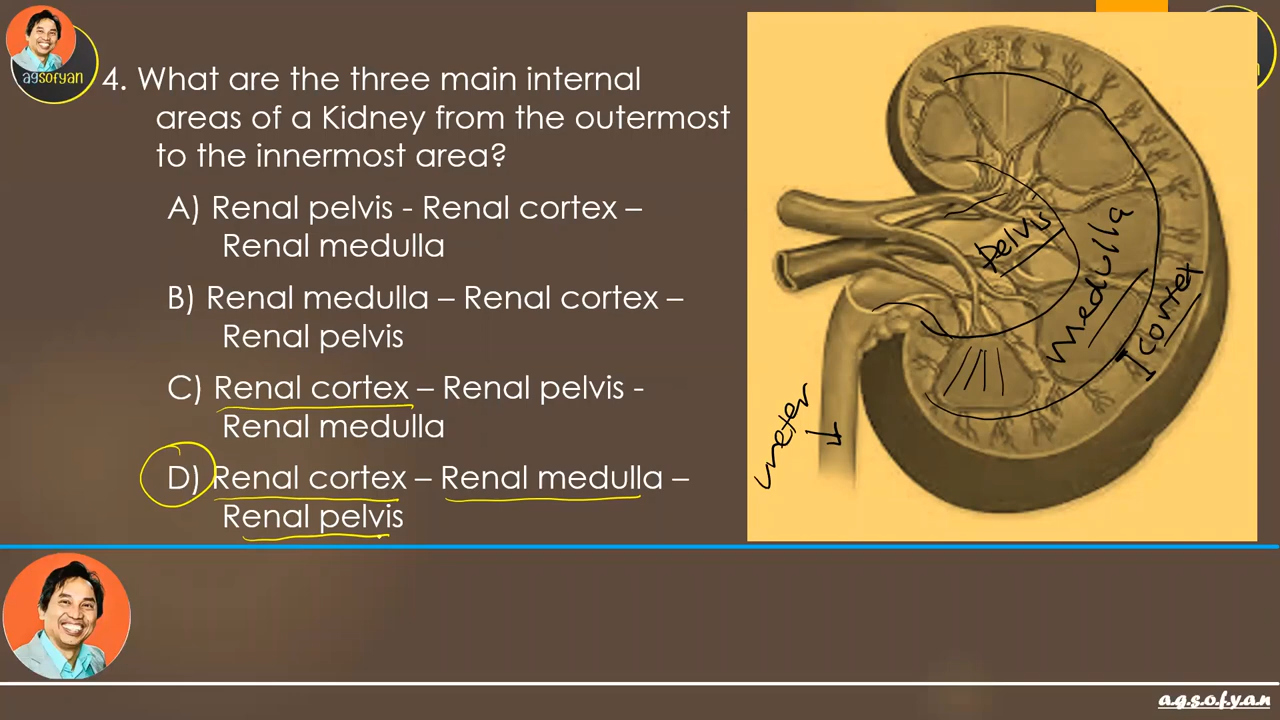 agsofyan
4. What are the three main internal
areas of a Kidney from the outermost
to the innermost area?
A) Renal pelvis - Renal cortex –
Renal medulla
B) Renal medulla – Renal cortex –
Renal pelvis
C) Renal cortex – Renal pelvis -
Renal medulla
D) Renal cortex – Renal medulla –
Renal pelvis
pelvis
medulla
cortex
ureter
a.g.s.o.f.y.a.n